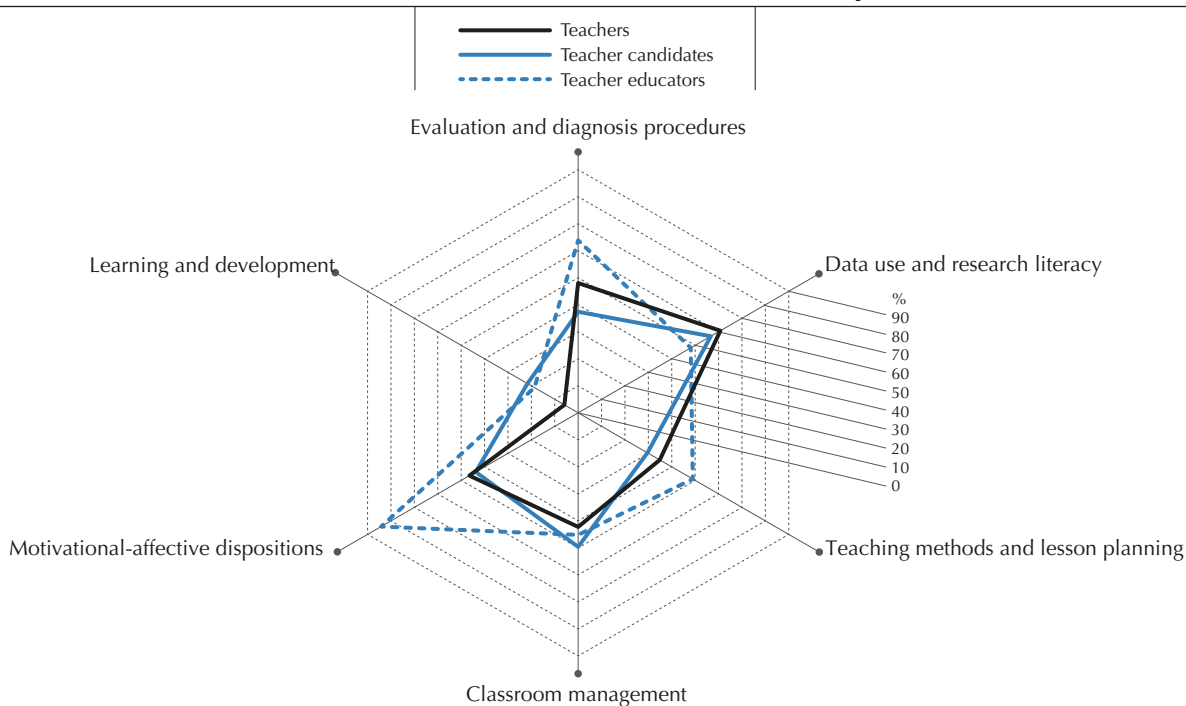 Teachers
Teacher candidates
Teacher educators
Evaluation and diagnosis procedures
Learning and development
Data use and research literacy
%
90
80
70
60
50
40
30
20
10
0
Motivational-affective dispositions
Teaching methods and lesson planning
Classroom management